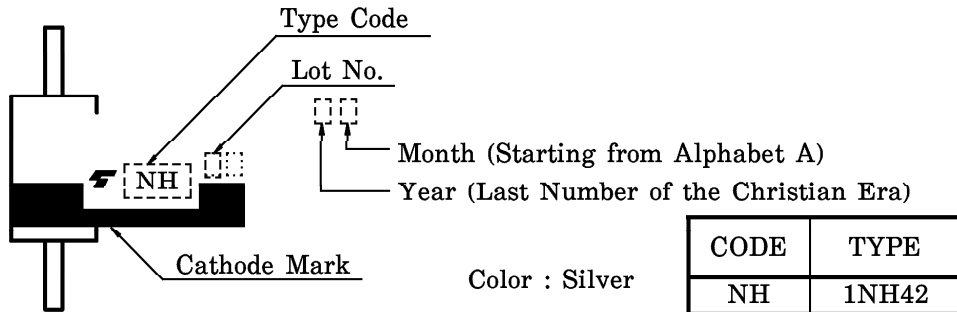 Type Code
Lot No.
Month (Starting from Alphabet A)
NH
Year (Last Number of the Christian Era)
Cathode Mark
Color : Silver
CODE TYPE
NH 1NH42